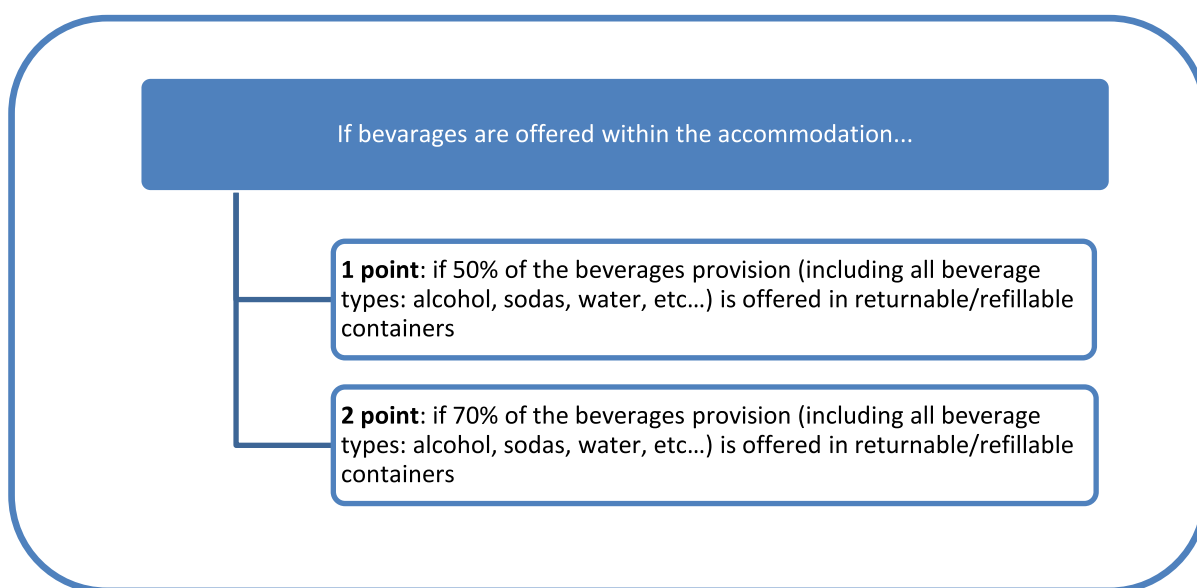 If bevarages are offered within the accommodation...
1 point: if 50% of the beverages provision (including all beverage
types: alcohol, sodas, water, etc…) is offered in returnable/refillable
containers
2 point: if 70% of the beverages provision (including all beverage
types: alcohol, sodas, water, etc…) is offered in returnable/refillable
containers